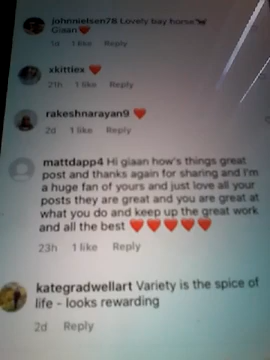 johnnielsen78 Lovely bay horse🐎
Giaan❤️
1d 1 like Reply
xkittiex ❤️
21h 1 like Reply
rakeshnarayan9 ❤️
2d 1 like Reply
mattdapp4 Hi giaan how's things great
post and thanks again for sharing and I'm
a huge fan of yours and just love all your
posts they are great and you are great at
what you do and keep up the great work
and all the best ❤️❤️❤️❤️❤️
23h 1 like Reply
kategradwellart Variety is the spice of
life - looks rewarding
2d Reply